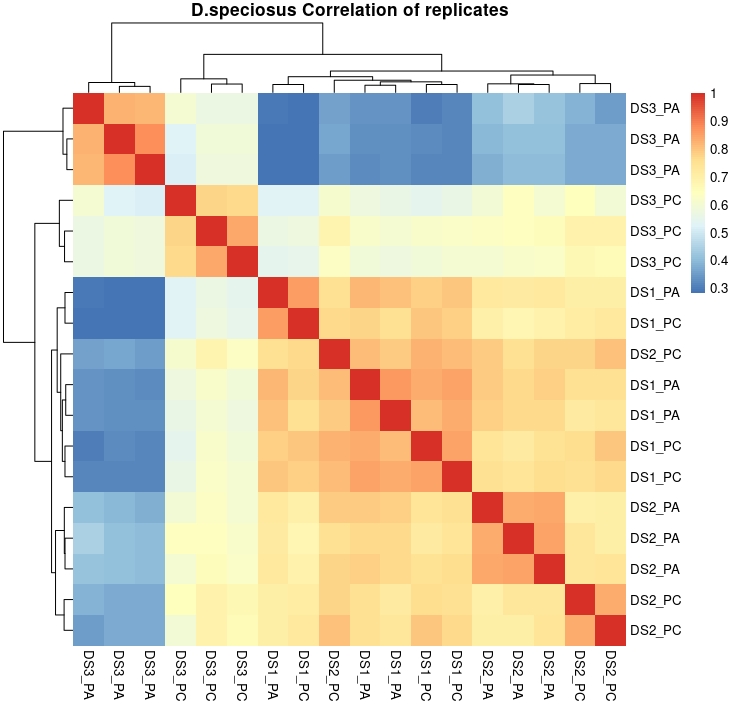 D.speciosus Correlation of replicates
1
0.9
0.8
0.7
0.6
0.5
0.4
0.3
DS3_PA
DS3_PA
DS3_PA
DS3_PC
DS3_PC
DS3_PC
DS1_PA
DS1_PC
DS2_PC
DS1_PA
DS1_PA
DS1_PC
DS1_PC
DS2_PA
DS2_PA
DS2_PA
DS2_PC
DS2_PC
DS3_PA
DS3_PA
DS3_PA
DS3_PC
DS3_PC
DS3_PC
DS1_PA
DS1_PC
DS2_PC
DS1_PA
DS1_PA
DS1_PC
DS1_PC
DS2_PA
DS2_PA
DS2_PA
DS2_PC
DS2_PC